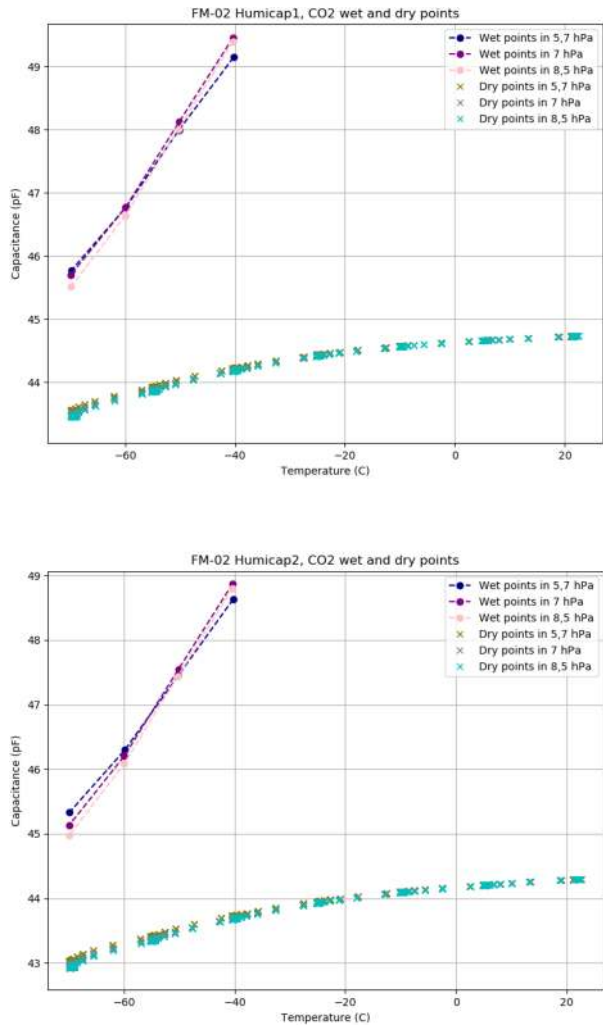 FM-02 Humicap1, CO2 wet and dry points
Wet points in 5,7 hPa
Wet points in 7 hPa
Wet points in 8,5 hPa
Dry points in 5,7 hPa
Dry points in 7 hPa
Dry points in 8,5 hPa
49
48
47
46
45
44
Capacitance (pF)
−60 −40 −20 0 20
Temperature (C)
FM-02 Humicap2, CO2 wet and dry points
Wet points in 5,7 hPa
Wet points in 7 hPa
Wet points in 8,5 hPa
Dry points in 5,7 hPa
Dry points in 7 hPa
Dry points in 8,5 hPa
49
48
47
46
45
44
43
Capacitance (pF)
−60 −40 −20 0 20
Temperature (C)